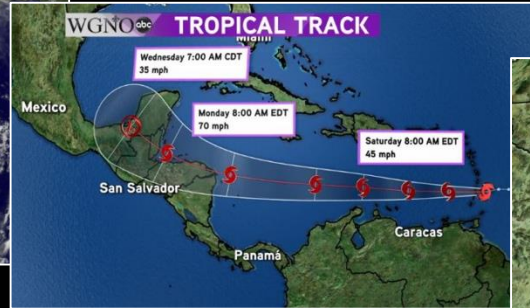 WGNO abc TROPICAL TRACK
Miami
Wednesday 7:00 AM CDT
35 mph
Mexico
Monday 8:00 AM EDT
70 mph
Saturday 8:00 AM EDT
45 mph
San Salvador
Caracas
Panamá